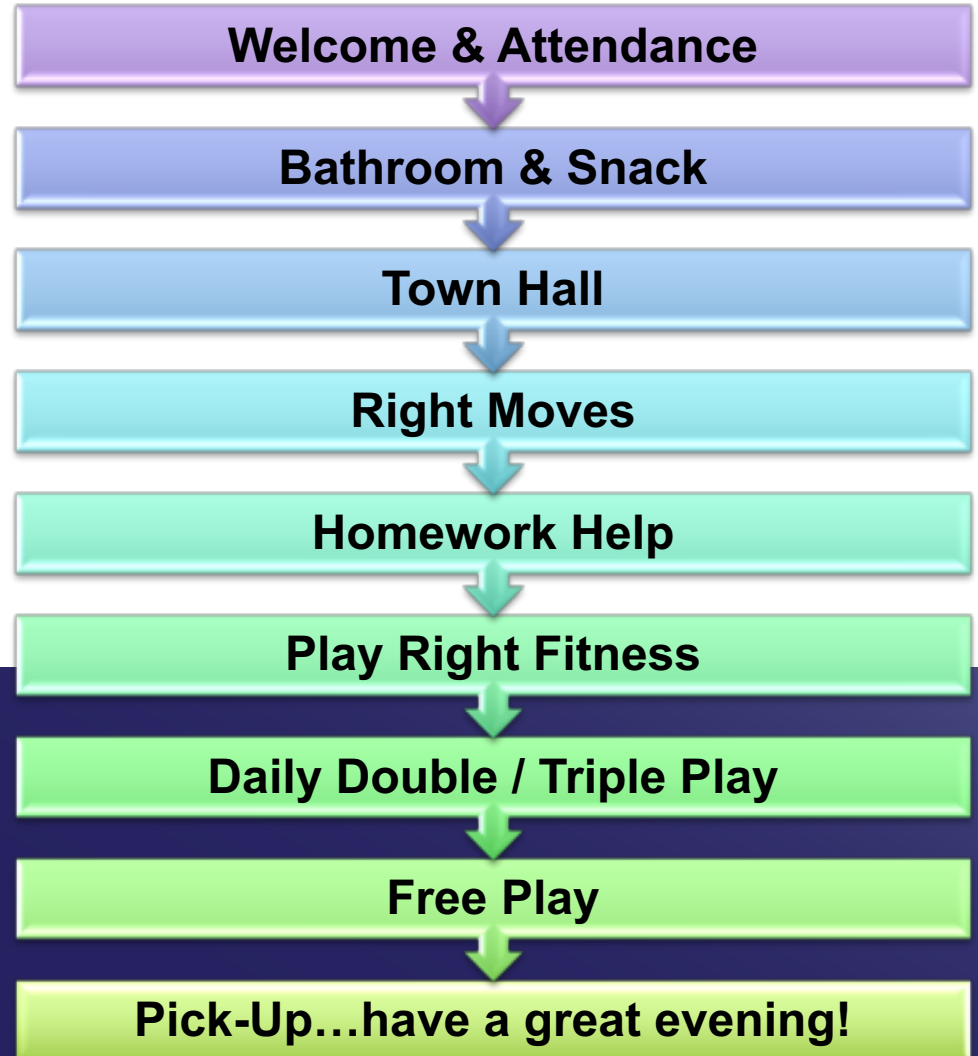 Welcome & Attendance
Bathroom & Snack
Town Hall
Right Moves
Homework Help
Play Right Fitness
Daily Double / Triple Play
Free Play
Pick-Up…have a great evening!